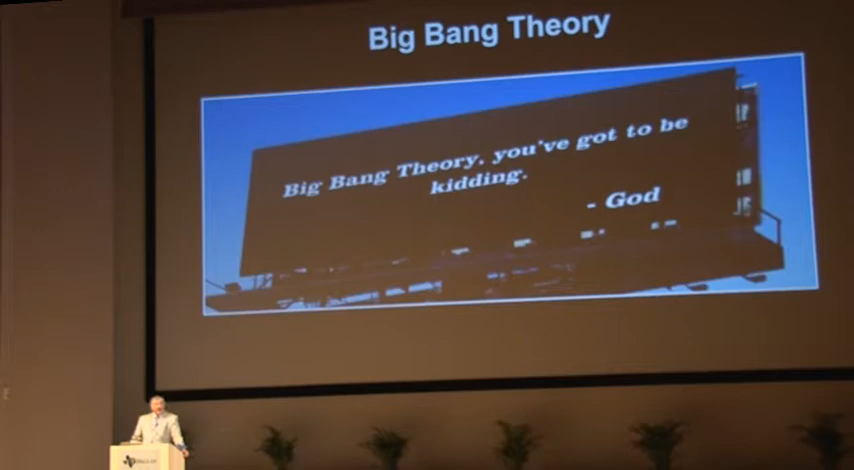 Big Bang Theory
Big Bang Theory, you've got to be
kidding.
- God